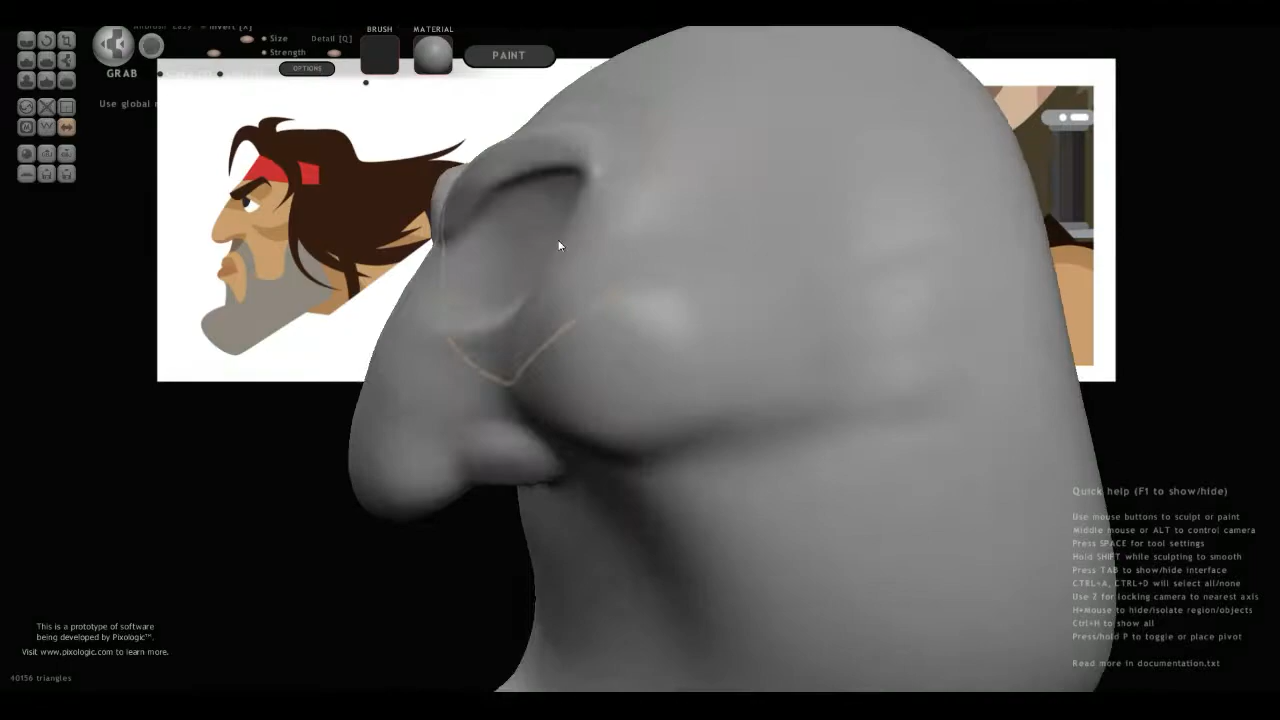 Invert [X]
Size
Detail [Q]
Strength
OPTIONS
BRUSH
MATERIAL
PAINT
GRAB
Use global
Quick help (F1 to show/hide)
Use mouse buttons to sculpt or paint
Middle mouse or ALT to control camera
Press SPACE for tool settings
Hold SHIFT while sculpting to smooth
Press TAB to show/hide interface
CTRL+A, CTRL+D will select all/none
Use Z for locking camera to nearest axis
H+Mouse to hide/isolate region/objects
Ctrl+H to show all
Press/hold P to toggle or place pivot
Read more in documentation.txt
This is a prototype of software
being developed by Pixologic™.
Visit www.pixologic.com to learn more.
40156 triangles